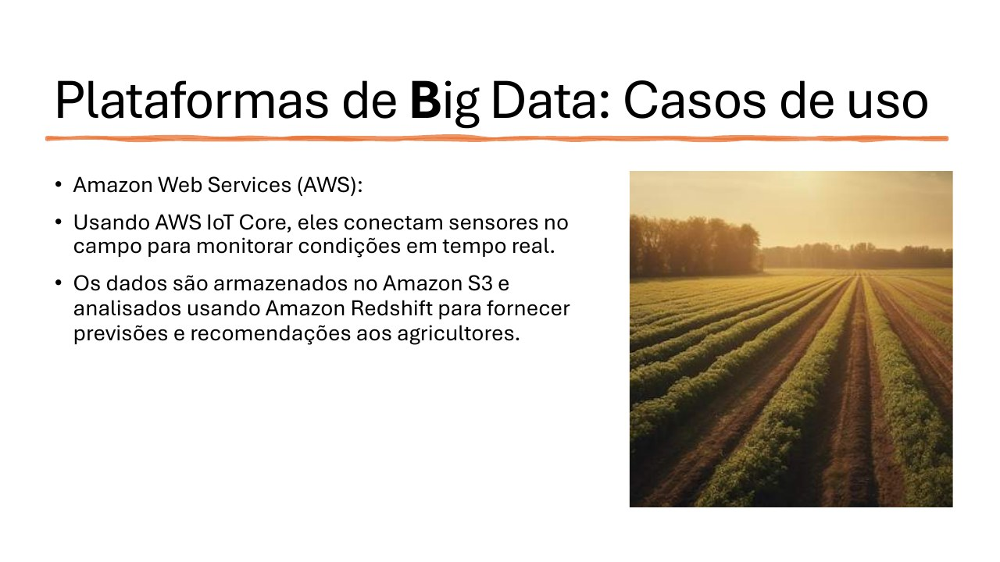 Plataformas de Big Data: Casos de uso
• Amazon Web Services (AWS):
• Usando AWS IoT Core, eles conectam sensores no
campo para monitorar condições em tempo real.
• Os dados são armazenados no Amazon S3 e
analisados usando Amazon Redshift para fornecer
previsões e recomendações aos agricultores.